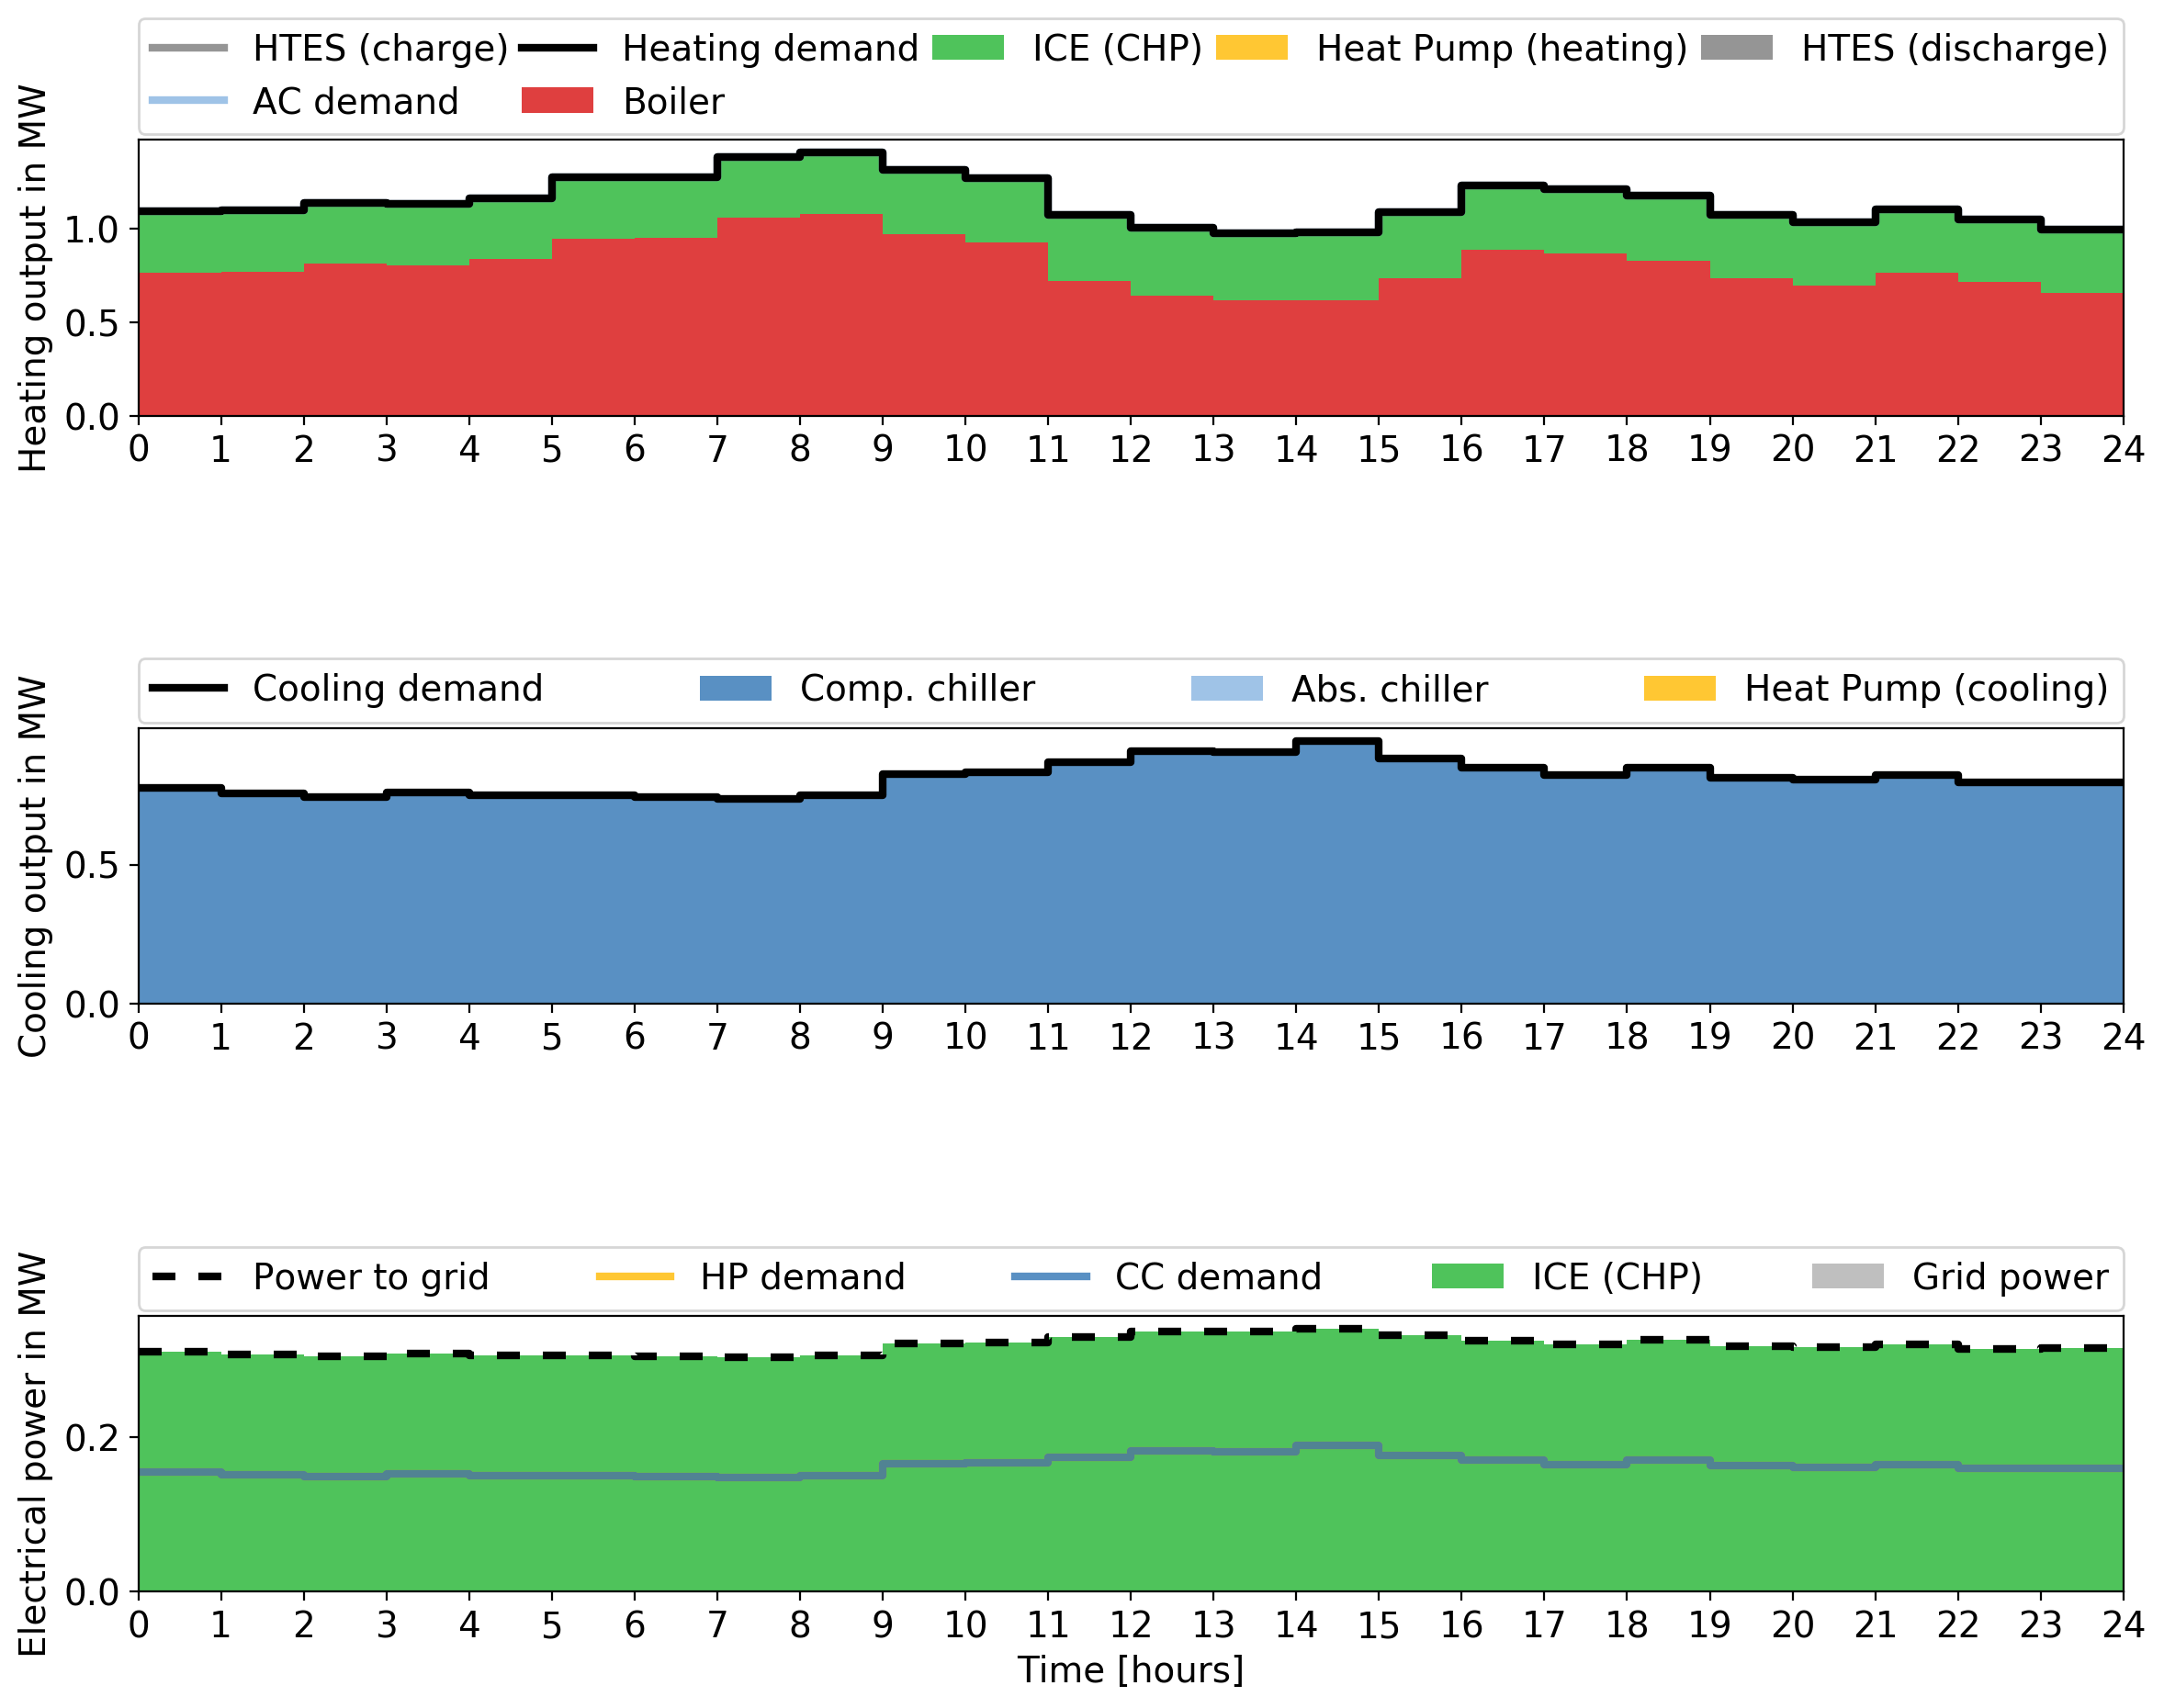 HTES (charge) Heating demand ICE (CHP) Heat Pump (heating) HTES (discharge)
AC demand Boiler
Heating output in MW
1.0
0.5
0.0
0 1 2 3 4 5 6 7 8 9 10 11 12 13 14 15 16 17 18 19 20 21 22 23 24
Cooling demand Comp. chiller Abs. chiller Heat Pump (cooling)
Cooling output in MW
0.5
0.0
0 1 2 3 4 5 6 7 8 9 10 11 12 13 14 15 16 17 18 19 20 21 22 23 24
Power to grid HP demand CC demand ICE (CHP) Grid power
Electrical power in MW
0.2
0.0
0 1 2 3 4 5 6 7 8 9 10 11 12 13 14 15 16 17 18 19 20 21 22 23 24
Time [hours]